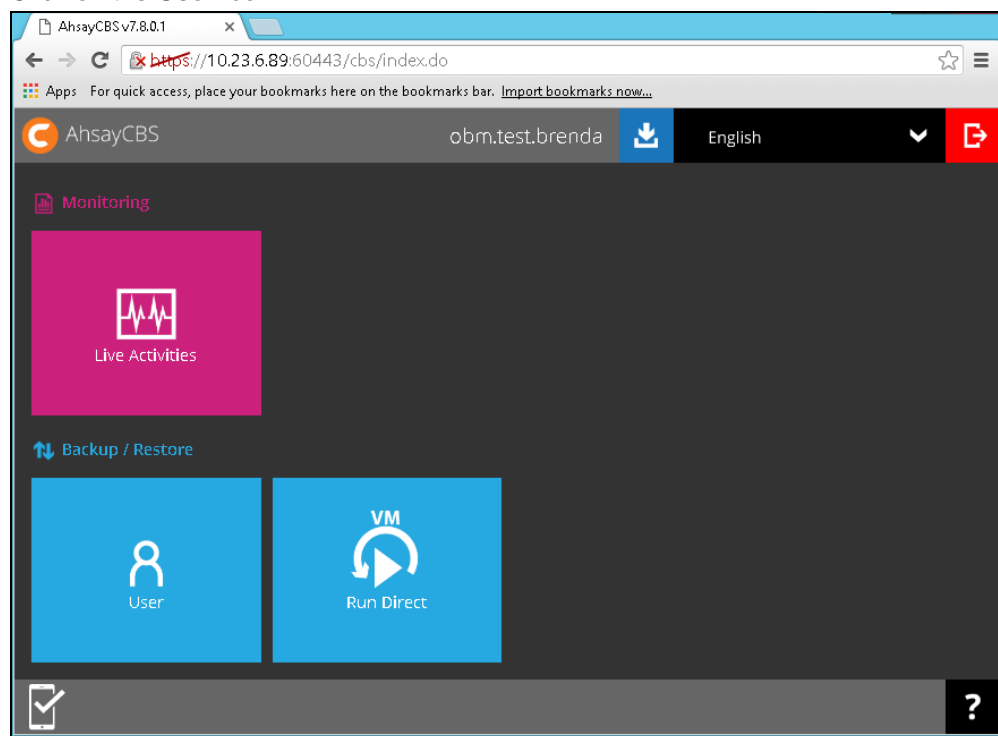 AhsayCBS v7.8.0.1
https://10.23.6.89:60443/cbs/index.do
Apps For quick access, place your bookmarks here on the bookmarks bar. Import bookmarks now...
AhsayCBS obm.test.brenda English
Monitoring
Live Activities
Backup / Restore
VM
User Run Direct
?